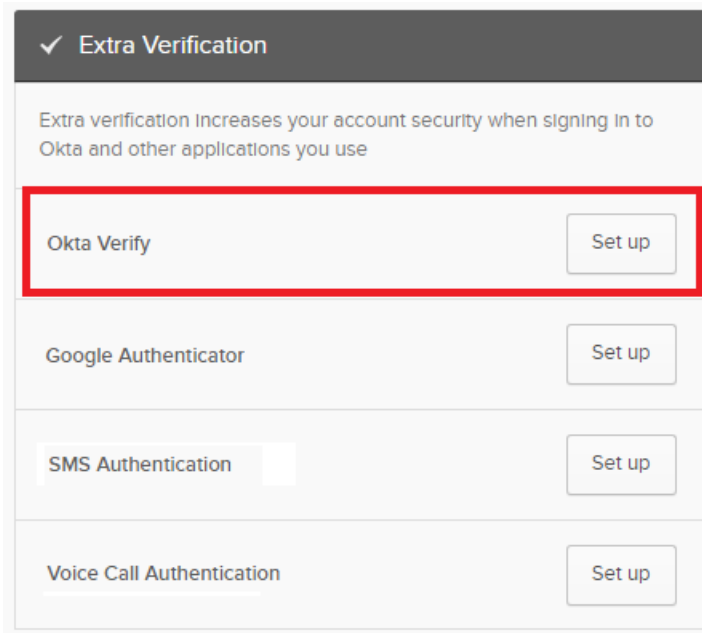 Extra Verification
Extra verification increases your account security when signing in to
Okta and other applications you use
Okta Verify
Set up
Google Authenticator
Set up
SMS Authentication
Set up
Voice Call Authentication
Set up